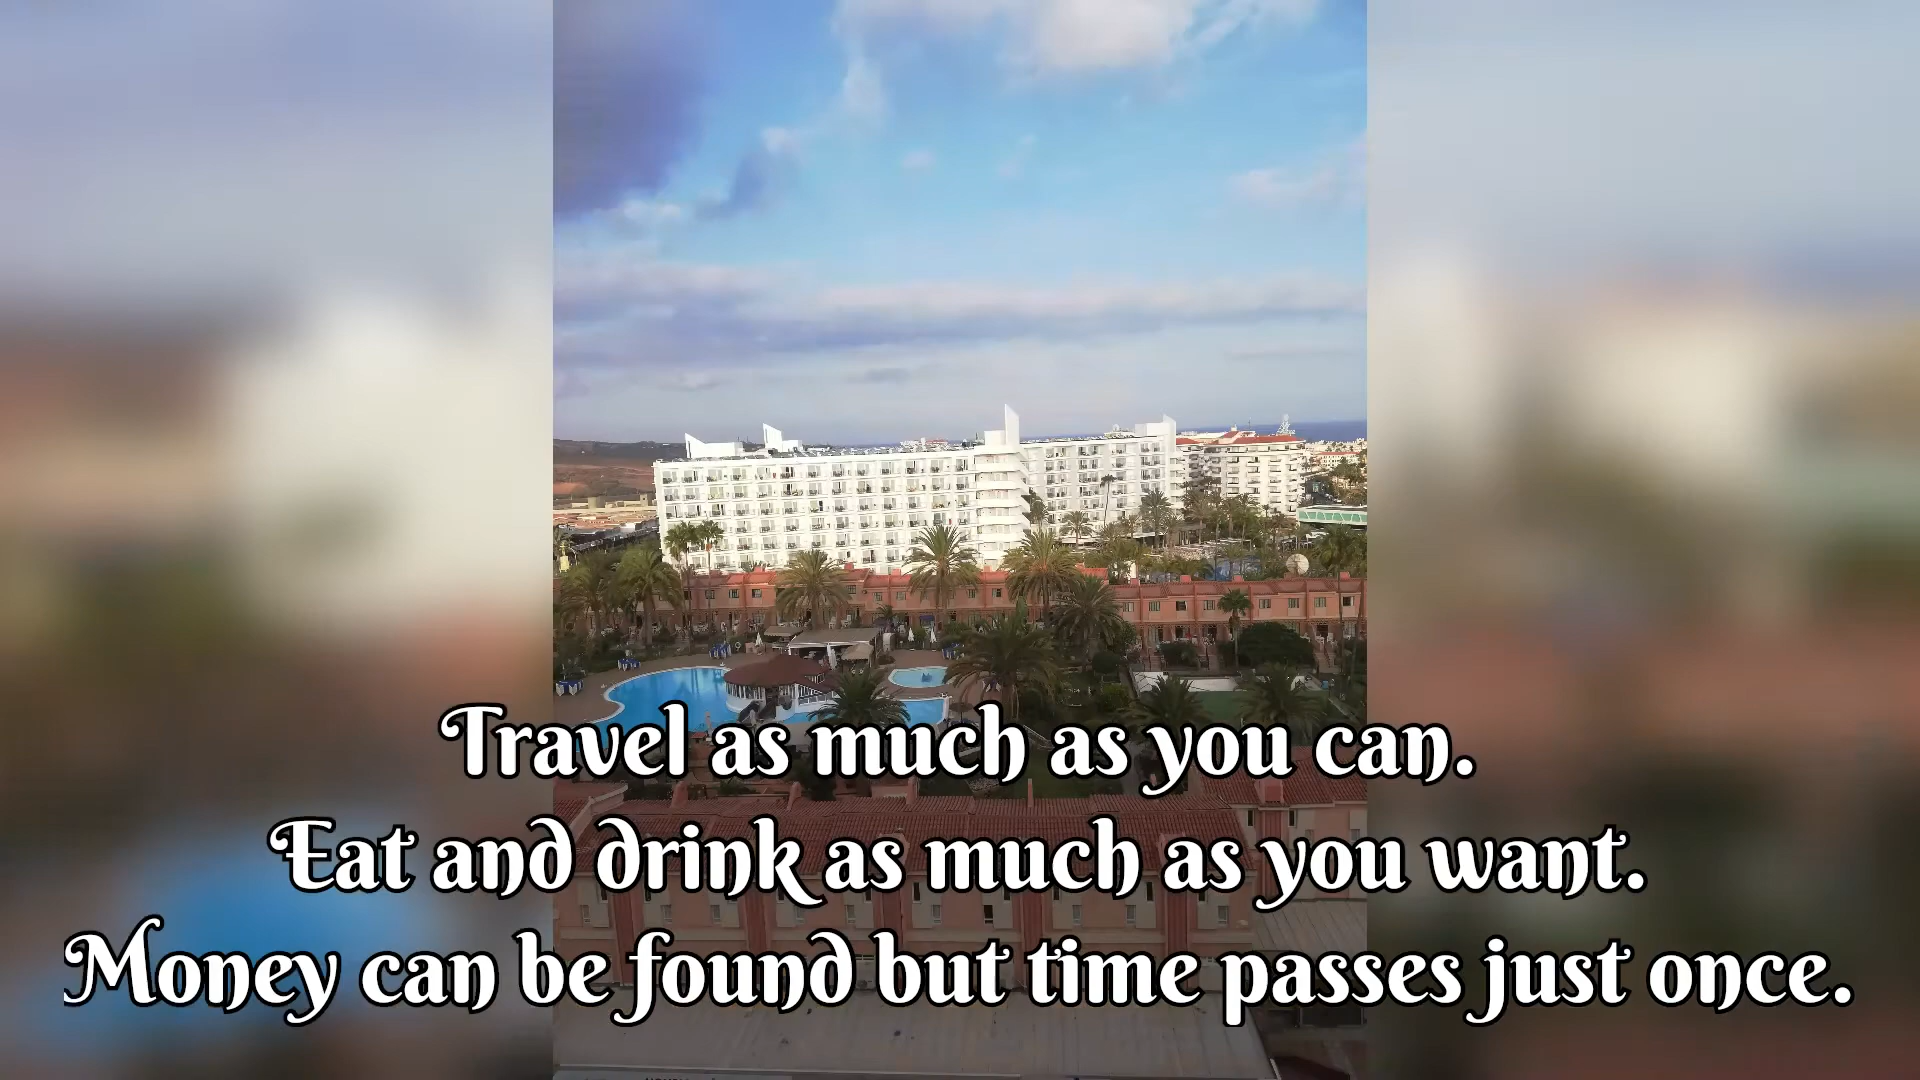 Travel as much as you can.
Eat and drink as much as you want.
Money can be found but time passes just once.